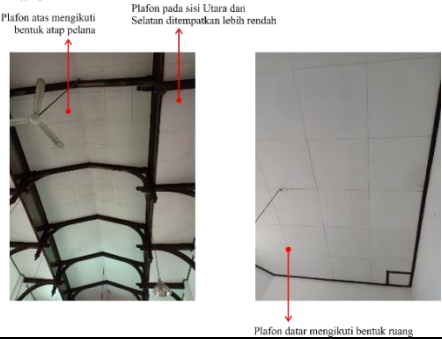 Plafon atas mengikuti
bentuk atap pelana
Plafon pada sisi Utara dan
Selatan ditempatkan lebih rendah
Plafon datar mengikuti bentuk ruang